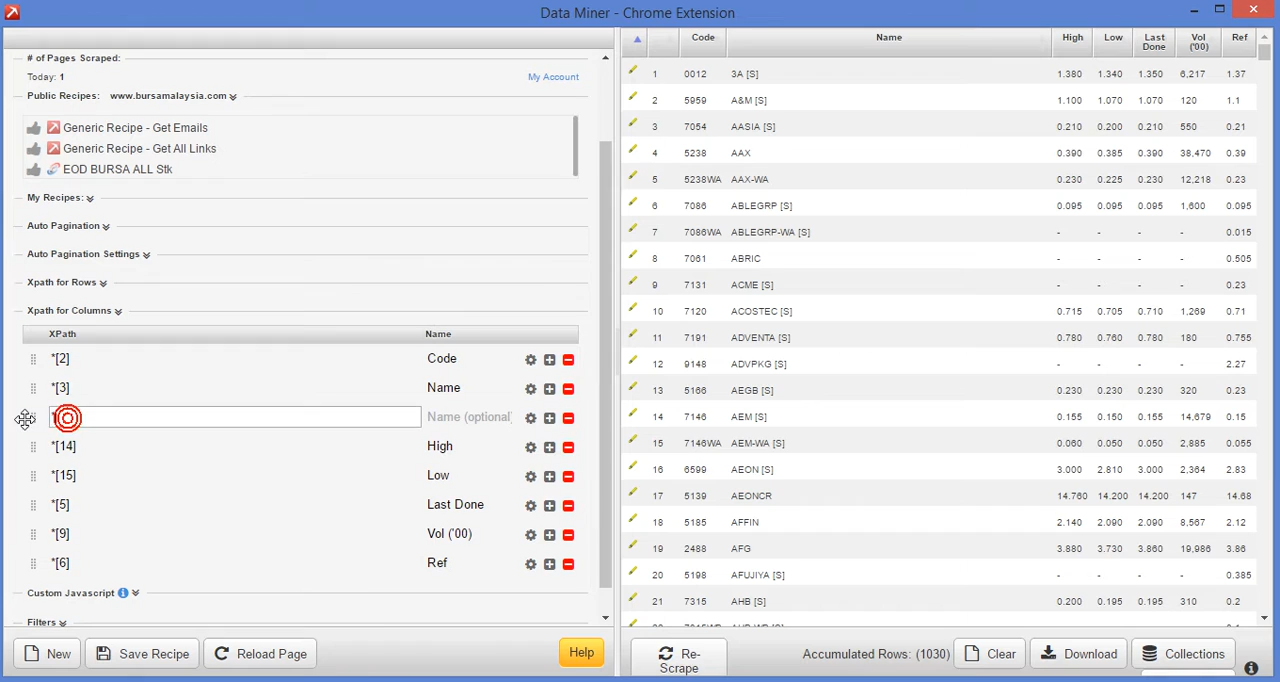 Data Miner - Chrome Extension
# of Pages Scraped:
Today: 1 My Account
Public Recipes: www.bursamalaysia.com
Generic Recipe - Get Emails
Generic Recipe - Get All Links
EOD BURSA ALL Stk
My Recipes:
Auto Pagination
Auto Pagination Settings
Xpath for Rows
Xpath for Columns
XPath Name
*[2] Code
*[3] Name
Name (optional)
*[14] High
*[15] Low
*[5] Last Done
*[9] Vol ('00)
*[6] Ref
Custom Javascript
Filters
New Save Recipe Reload Page Help
Code Name High Low Last Done Vol ('00) Ref
1 0012 3A [S] 1.380 1.340 1.350 6,217 1.37
2 5959 A&M [S] 1.100 1.070 1.070 120 1.1
3 7054 AASIA [S] 0.210 0.200 0.210 550 0.21
4 5238 AAX 0.390 0.385 0.390 38,470 0.39
5 5238WA AAX-WA 0.230 0.225 0.230 12,218 0.23
6 7086 ABLEGRP [S] 0.095 0.095 0.095 1,600 0.095
7 7086WA ABLEGRP-WA [S] - - - - 0.015
8 7061 ABRIC - - - - 0.505
9 7131 ACME [S] - - - - 0.23
10 7120 ACOSTEC [S] 0.715 0.705 0.710 1,269 0.71
11 7191 ADVENTA [S] 0.780 0.760 0.780 180 0.755
12 9148 ADVPKG [S] - - - - 2.27
13 5166 AEGB [S] 0.230 0.230 0.230 320 0.23
14 7146 AEM [S] 0.155 0.150 0.155 14,679 0.15
15 7146WA AEM-WA [S] 0.060 0.050 0.050 2,885 0.055
16 6599 AEON [S] 3.000 2.810 3.000 2,364 2.83
17 5139 AEONCR 14.760 14.200 14.200 147 14.68
18 5185 AFFIN 2.140 2.090 2.090 8,567 2.12
19 2488 AFG 3.880 3.730 3.860 19,986 3.86
20 5198 AFUJIYA [S] - - - - 0.385
21 7315 AHB [S] 0.200 0.195 0.195 310 0.2
Re-Scrape Accumulated Rows: (1030) Clear Download Collections